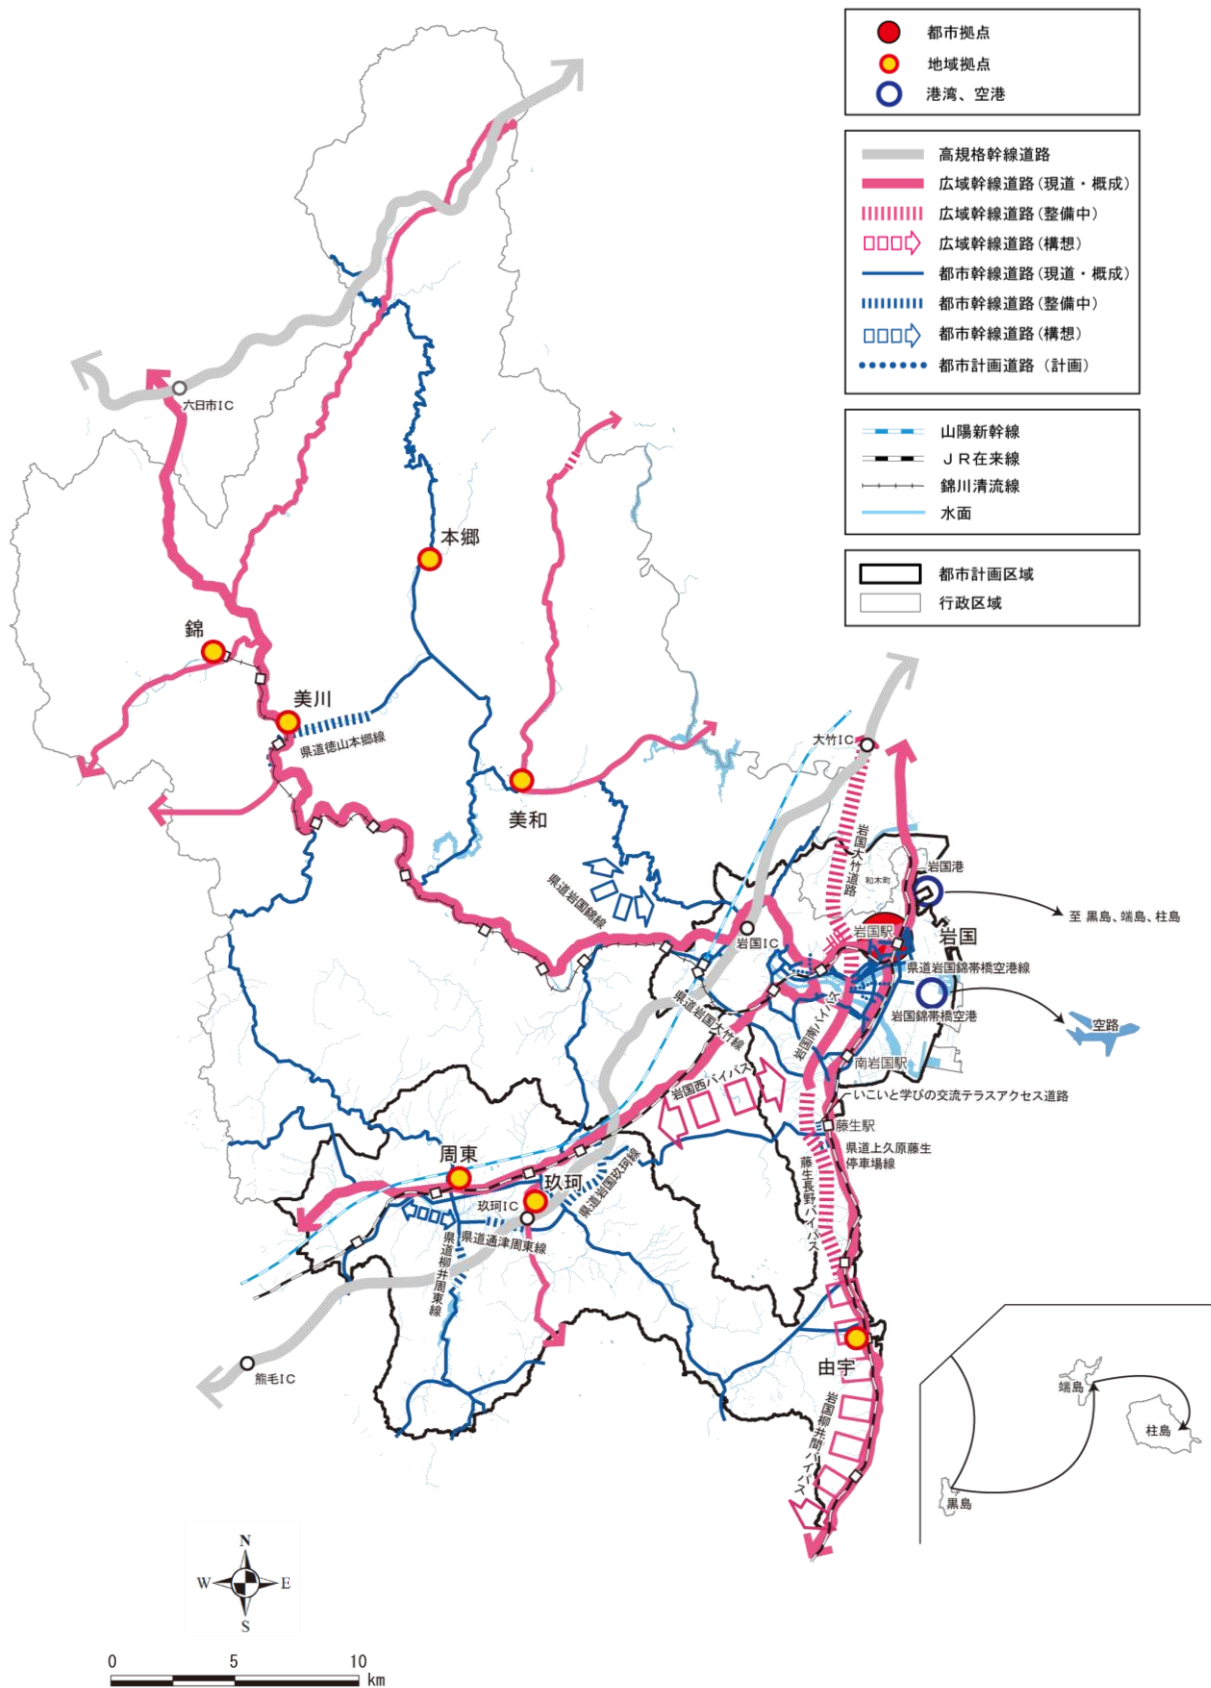 都市拠点
地域拠点
港湾、空港
高規格幹線道路
広域幹線道路(現道・概成)
広域幹線道路(整備中)
広域幹線道路(構想)
都市幹線道路(現道・概成)
都市幹線道路(整備中)
都市幹線道路(構想)
都市計画道路(計画)
山陽新幹線
JR在来線
錦川清流線
水面
都市計画区域
行政区域
六日市IC
本郷
錦
美川
県道徳山本郷線
美和
大竹IC
岩国大竹道路
和木町
岩国港
至 黒島、端島、柱島
県道岩国錦線
岩国IC
岩国駅
岩国
県道岩国錦帯橋空港線
岩国錦帯橋空港
空路
県道岩国大竹線
岩国南バイパス
南岩国駅
岩国西バイパス
いこいと学びの交流テラスアクセス道路
藤生駅
県道上久原藤生
停車場線
藤生長野バイパス
周東
玖珂
玖珂IC
県道岩国玖珂線
県道通津周東線
県道柳井周東線
熊毛IC
由宇
岩国柳井間バイパス
端島
柱島
黒島
N
W
E
S
0
5
10
km